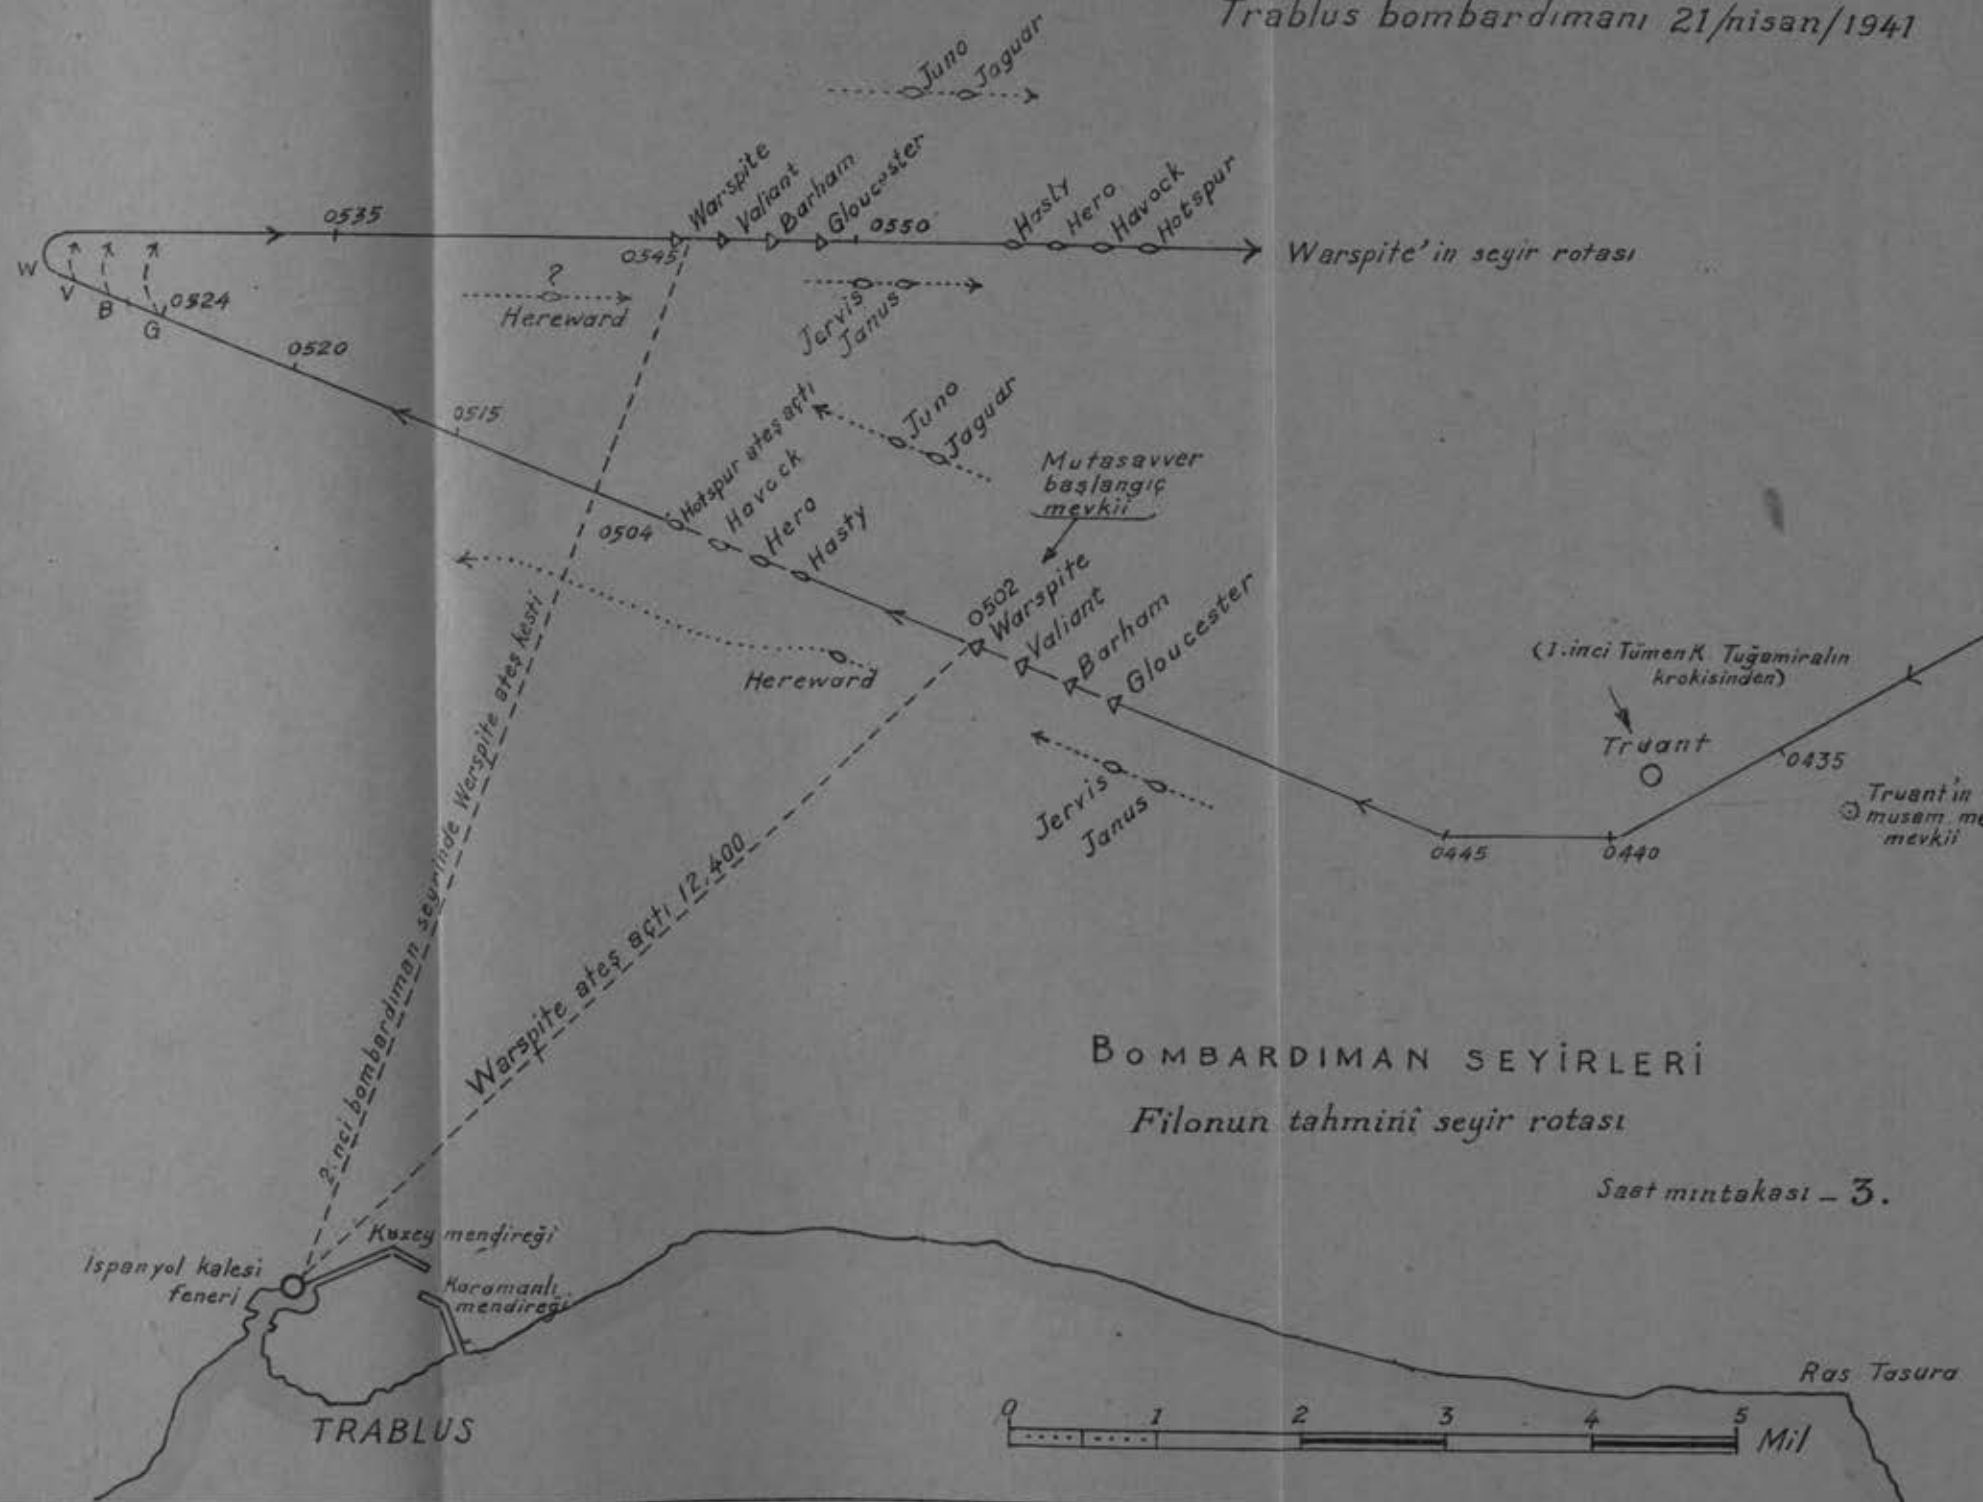 Trablus bombardımanı 21/nisan/1941
Juno
Jaguar
Warspite
Valiant
Barham
Gloucester
Hasty
Hero
Havock
Hotspur
0535
0545
0550
Warspite'in seyir rotası
W
V
B
G
0524
?
Hereward
Jervis
Janus
0520
0515
Hotspur ateş açtı
Havock
Hero
Hasty
0504
Juno
Jaguar
Mutasavver
başlangıç
mevkii
0502
Warspite
Valiant
Barham
Gloucester
Hereward
Jervis
Janus
(1.inci Tümen K Tuğamiralın
krokisinden)
Truant
0435
Truant'in
musam.
mevkii
0445
0440
2.nci bombardıman seyrinde Werspite ateş kesti
Warspite ateş açtı 12.400
BOMBARDIMAN SEYİRLERİ
Filonun tahminî seyir rotası
Saat mıntakası - 3.
Ispanyol kalesi
feneri
Kuzey mendireği
Karamanlı
mendireği
TRABLUS
Ras Tasura
0 1 2 3 4 5
Mil